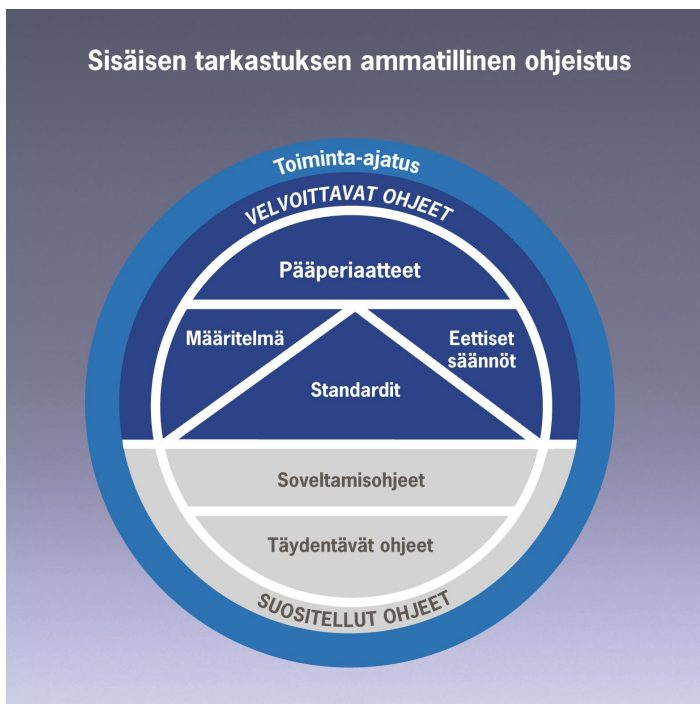 Sisäisen tarkastuksen ammatillinen ohjeistus
Toiminta-ajatus
VELVOITTAVAT OHJEET
Pääperiaatteet
Määritelmä
Eettiset
säännöt
Standardit
Soveltamisohjeet
Täydentävät ohjeet
SUOSITELLUT OHJEET